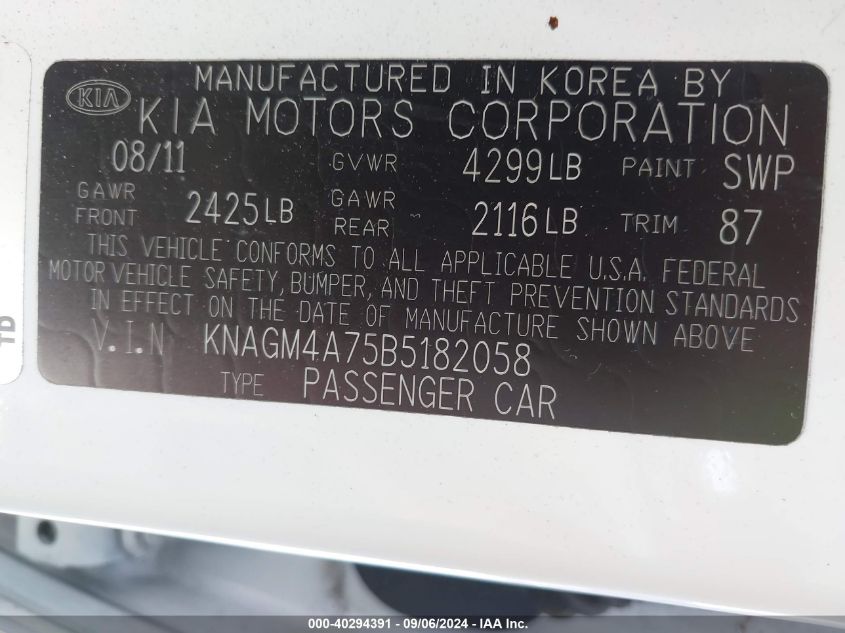 MANUFACTURED IN KOREA BY
KIA
KIA MOTORS CORPORATION
08/11 GVWR 4299LB PAINT SWP
GAWR FRONT 2425LB GAWR REAR 2116LB TRIM 87
THIS VEHICLE CONFORMS TO ALL APPLICABLE U.S.A. FEDERAL
MOTOR VEHICLE SAFETY, BUMPER, AND THEFT PREVENTION STANDARDS
IN EFFECT ON THE DATE OF MANUFACTURE SHOWN ABOVE
V.I.N KNAGM4A75B5182058
TYPE PASSENGER CAR
000-40294391 - 09/06/2024 - IAA Inc.